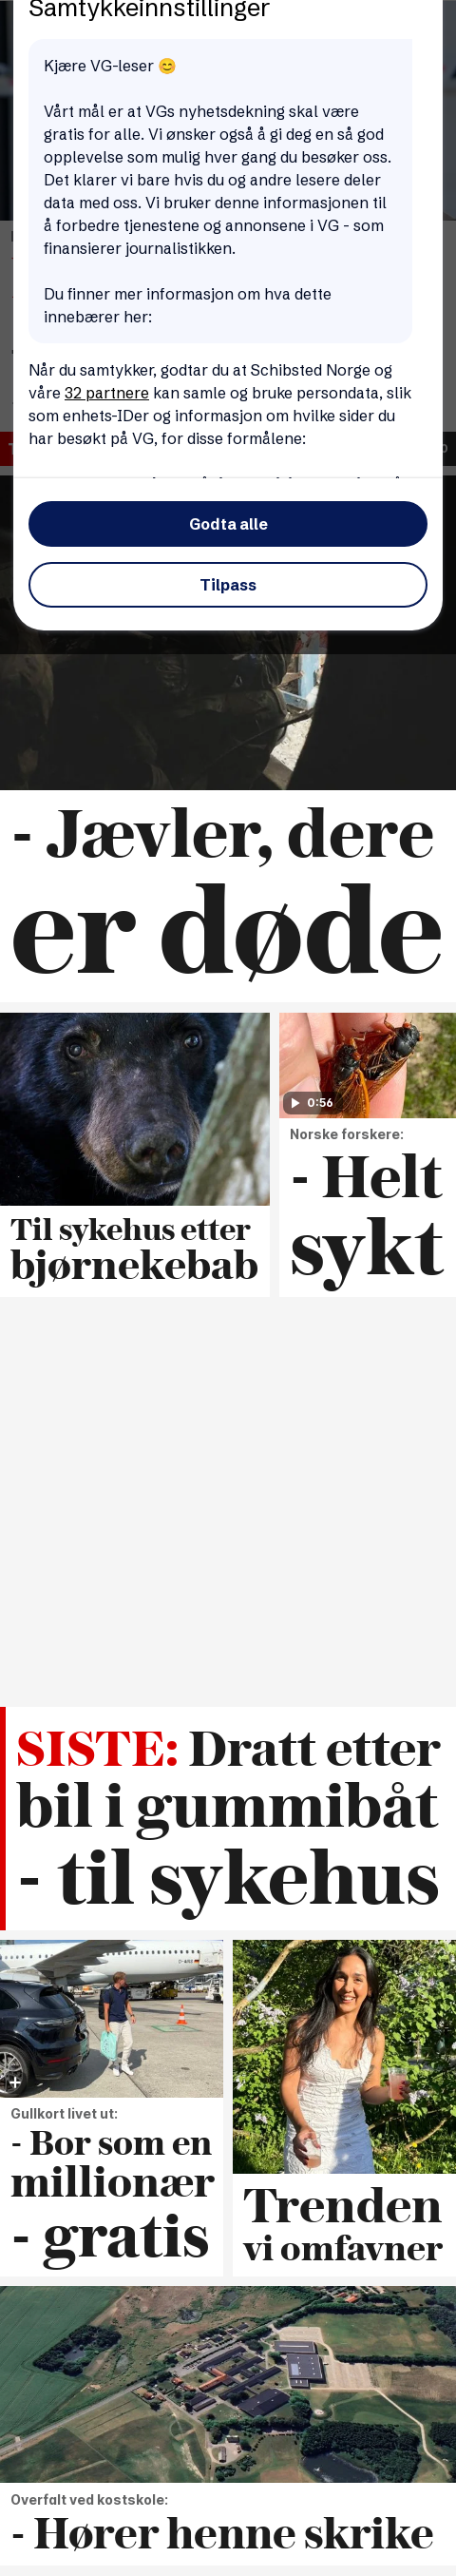 Samtykkeinnstillinger
Kjære VG-leser 😊
Vårt mål er at VGs nyhetsdekning skal være
gratis for alle. Vi ønsker også å gi deg en så god
opplevelse som mulig hver gang du besøker oss.
Det klarer vi bare hvis du og andre lesere deler
data med oss. Vi bruker denne informasjonen til
å forbedre tjenestene og annonsene i VG - som
finansierer journalistikken.
Du finner mer informasjon om hva dette
innebærer her:
Når du samtykker, godtar du at Schibsted Norge og
våre 32 partnere kan samle og bruke persondata, slik
som enhets-IDer og informasjon om hvilke sider du
har besøkt på VG, for disse formålene:
Godta alle
Tilpass
- Jævler, dere
er døde
0:56
Til sykehus etter
bjørnekebab
Norske forskere:
- Helt
sykt
SISTE: Dratt etter
bil i gummibåt
- til sykehus
Gullkort livet ut:
- Bor som en
millionær
- gratis
Trenden
vi omfavner
Overfalt ved kostskole:
- Hører henne skrike